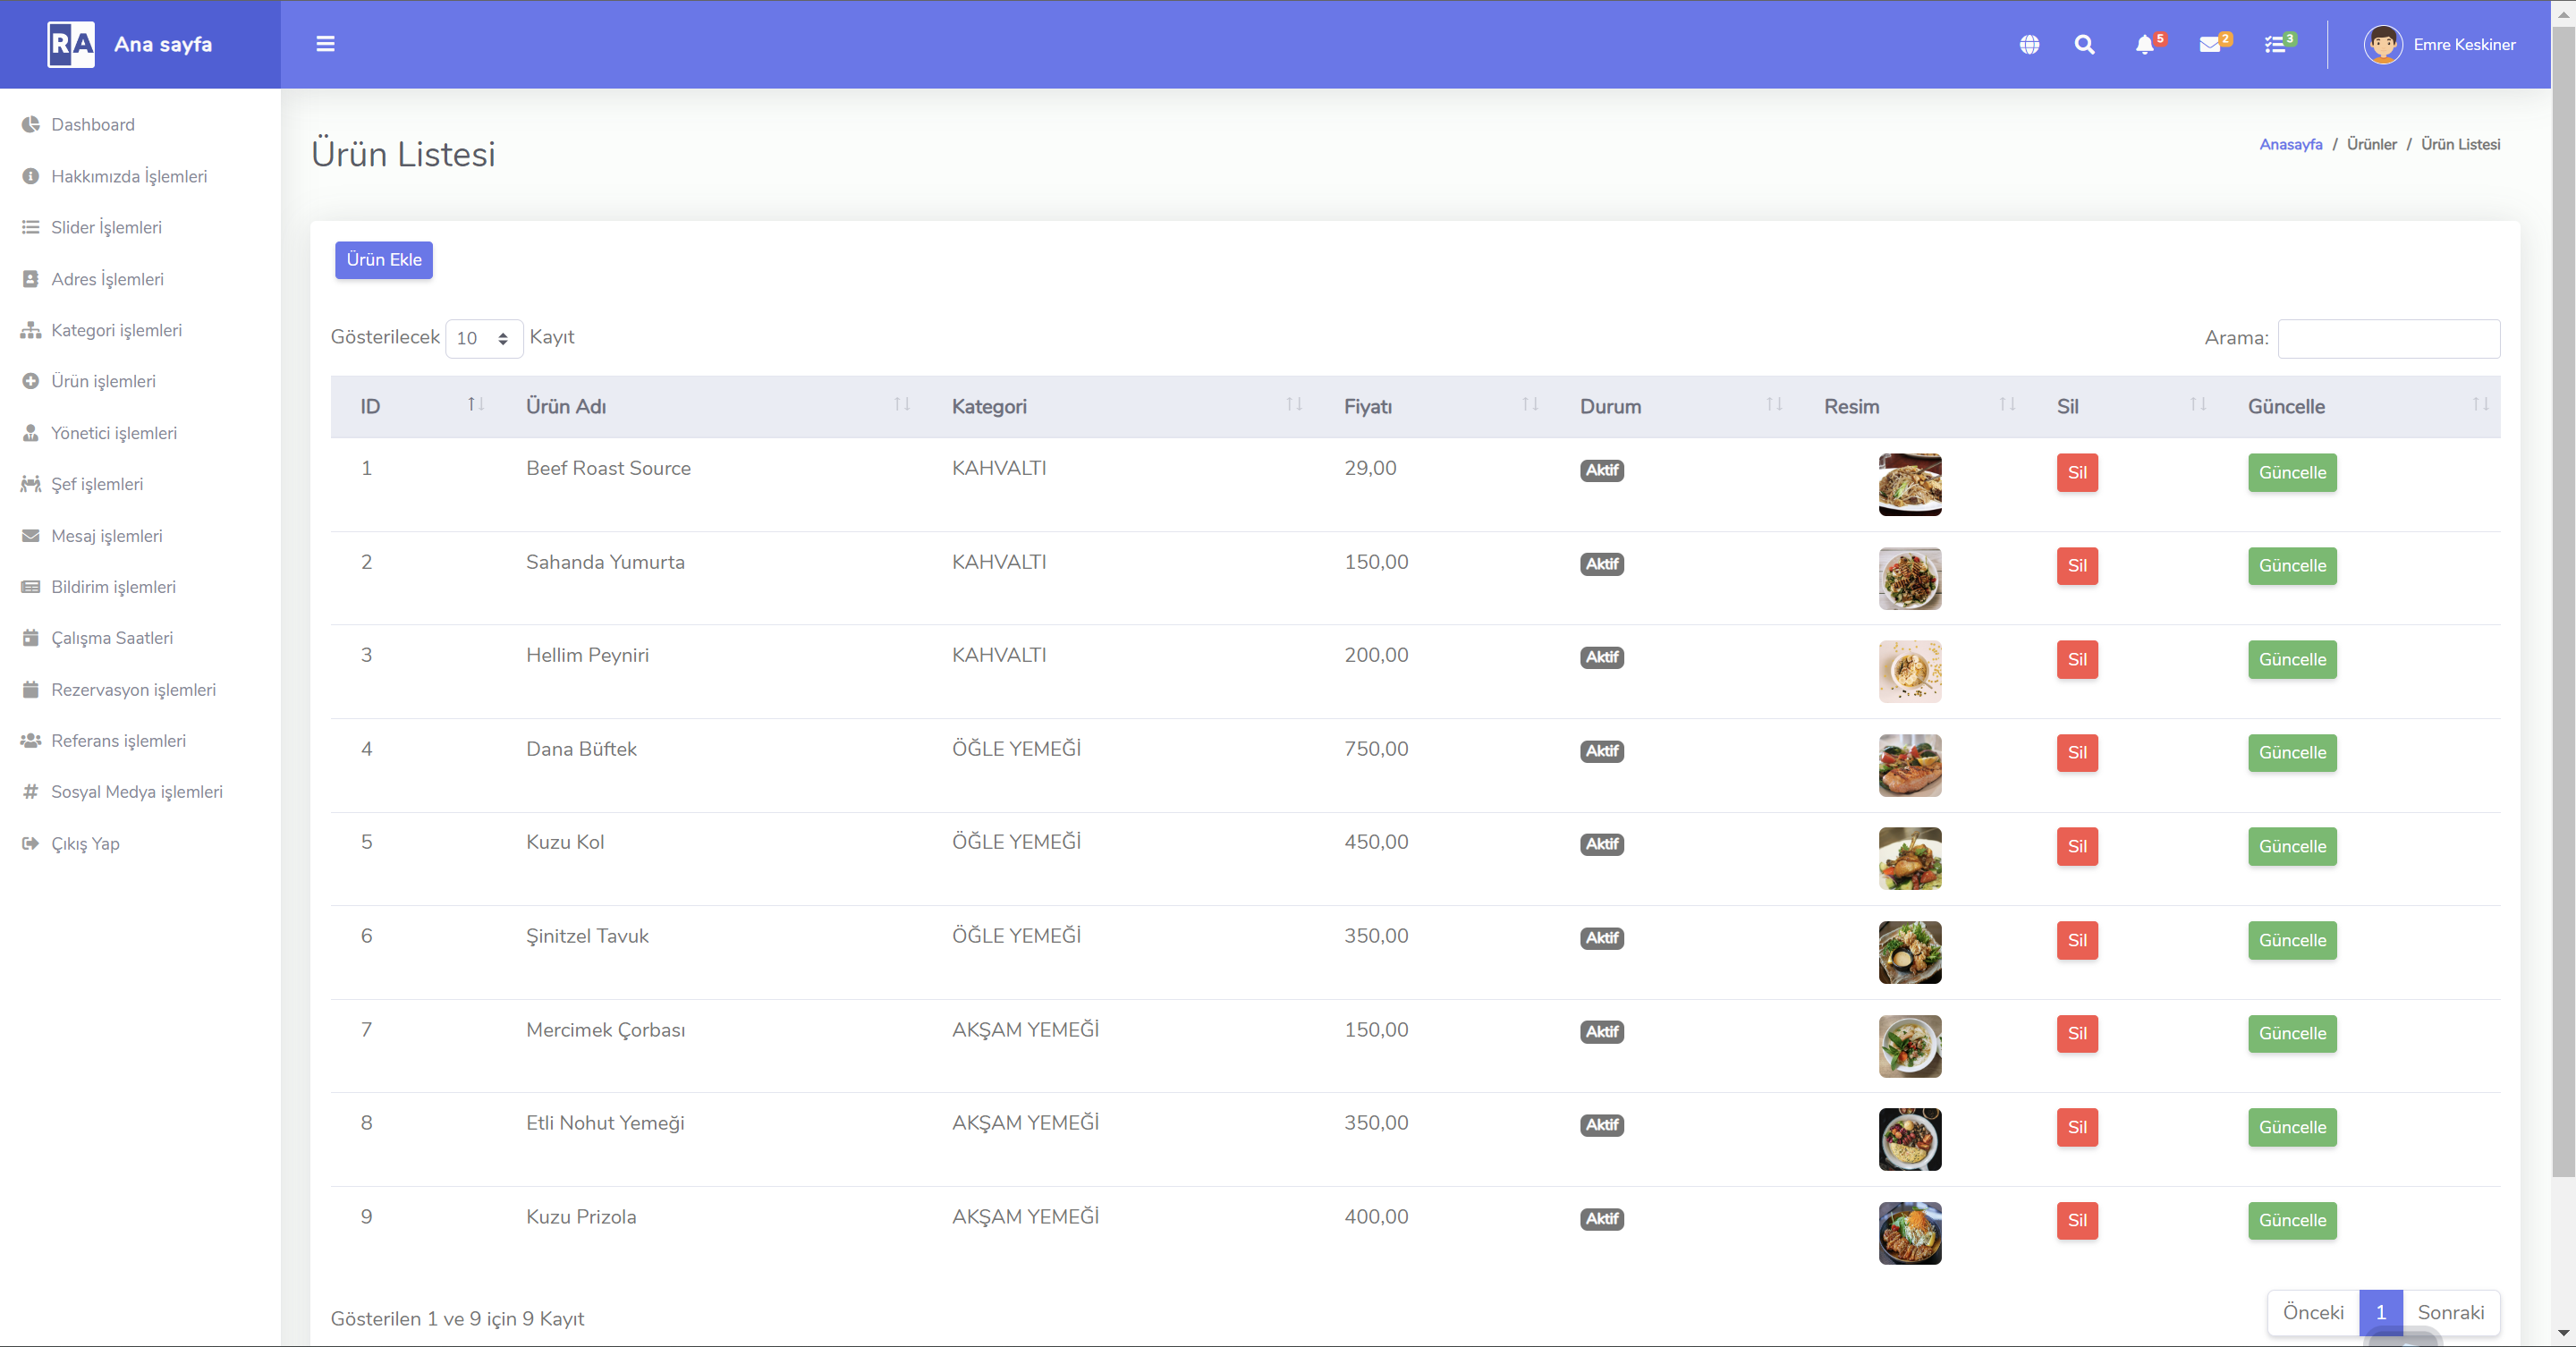 RA Ana sayfa
5 2 3 Emre Keskiner
Dashboard
Hakkımızda İşlemleri
Slider İşlemleri
Adres İşlemleri
Kategori işlemleri
Ürün işlemleri
Yönetici işlemleri
Şef işlemleri
Mesaj işlemleri
Bildirim işlemleri
Çalışma Saatleri
Rezervasyon işlemleri
Referans işlemleri
Sosyal Medya işlemleri
Çıkış Yap
Ürün Listesi
Anasayfa / Ürünler / Ürün Listesi
Ürün Ekle
Gösterilecek 10 Kayıt
Arama:
ID Ürün Adı Kategori Fiyatı Durum Resim Sil Güncelle
1 Beef Roast Source KAHVALTI 29,00 Aktif Sil Güncelle
2 Sahanda Yumurta KAHVALTI 150,00 Aktif Sil Güncelle
3 Hellim Peyniri KAHVALTI 200,00 Aktif Sil Güncelle
4 Dana Büftek ÖĞLE YEMEĞİ 750,00 Aktif Sil Güncelle
5 Kuzu Kol ÖĞLE YEMEĞİ 450,00 Aktif Sil Güncelle
6 Şinitzel Tavuk ÖĞLE YEMEĞİ 350,00 Aktif Sil Güncelle
7 Mercimek Çorbası AKŞAM YEMEĞİ 150,00 Aktif Sil Güncelle
8 Etli Nohut Yemeği AKŞAM YEMEĞİ 350,00 Aktif Sil Güncelle
9 Kuzu Prizola AKŞAM YEMEĞİ 400,00 Aktif Sil Güncelle
Gösterilen 1 ve 9 için 9 Kayıt
Önceki 1 Sonraki